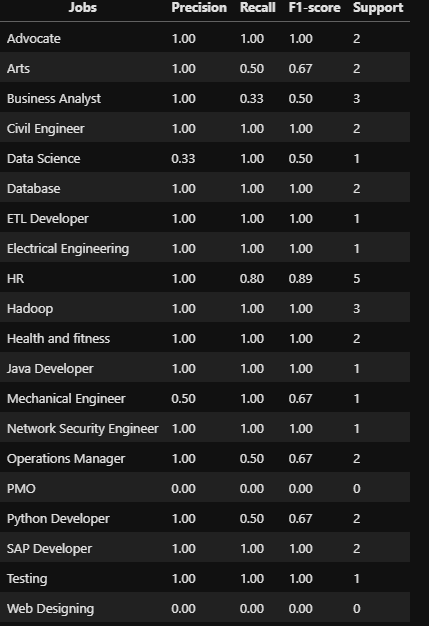 Jobs Precision Recall F1-score Support
Advocate 1.00 1.00 1.00 2
Arts 1.00 0.50 0.67 2
Business Analyst 1.00 0.33 0.50 3
Civil Engineer 1.00 1.00 1.00 2
Data Science 0.33 1.00 0.50 1
Database 1.00 1.00 1.00 2
ETL Developer 1.00 1.00 1.00 1
Electrical Engineering 1.00 1.00 1.00 1
HR 1.00 0.80 0.89 5
Hadoop 1.00 1.00 1.00 3
Health and fitness 1.00 1.00 1.00 2
Java Developer 1.00 1.00 1.00 1
Mechanical Engineer 0.50 1.00 0.67 1
Network Security Engineer 1.00 1.00 1.00 1
Operations Manager 1.00 0.50 0.67 2
PMO 0.00 0.00 0.00 0
Python Developer 1.00 0.50 0.67 2
SAP Developer 1.00 1.00 1.00 2
Testing 1.00 1.00 1.00 1
Web Designing 0.00 0.00 0.00 0